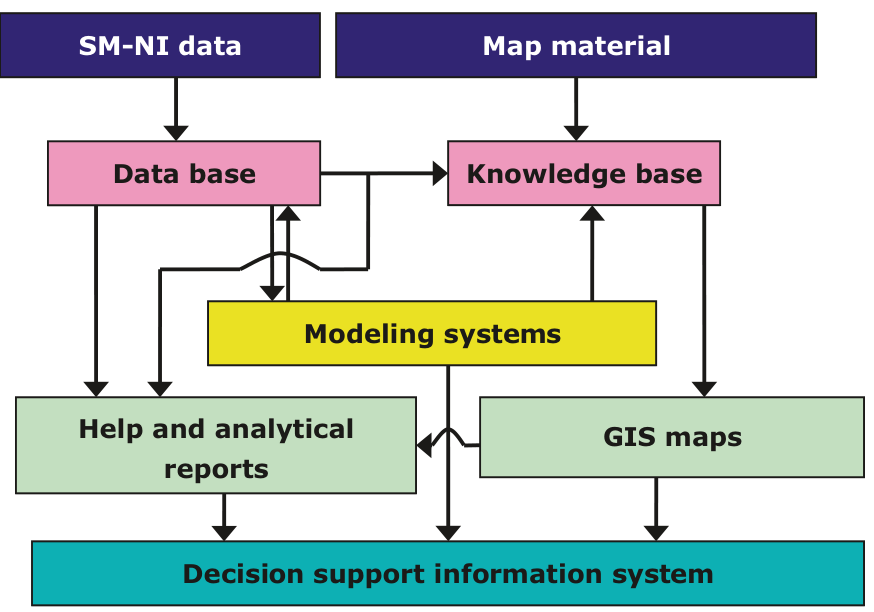 SM-NI data
Map material
Data base
Knowledge base
Modeling systems
Help and analytical
reports
GIS maps
Decision support information system